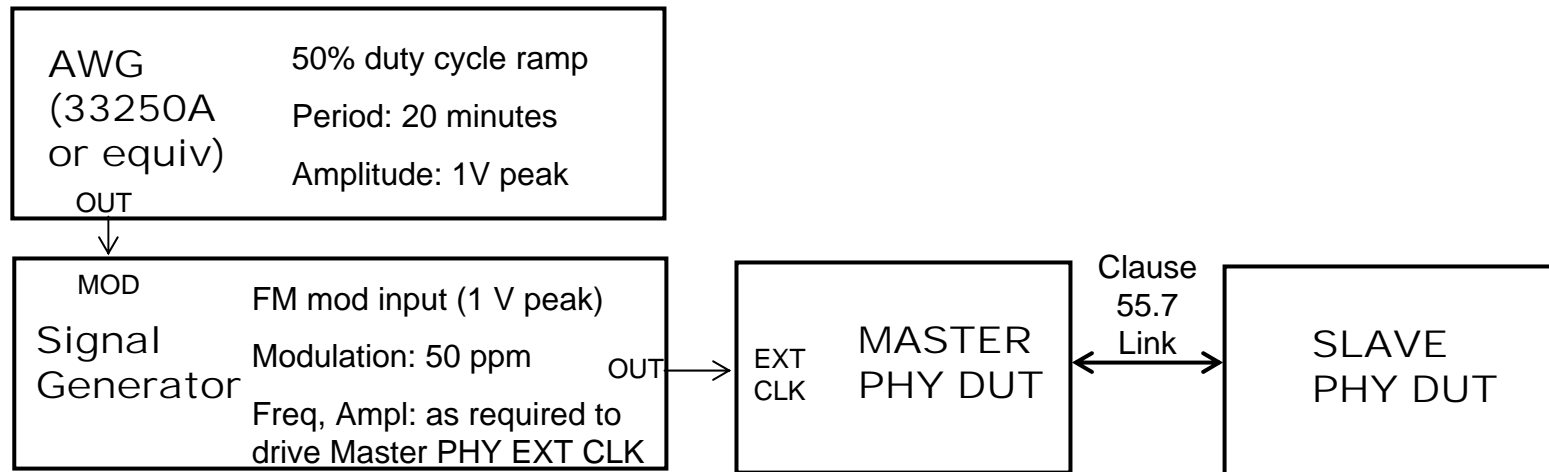 AWG
(33250A
or equiv)
50% duty cycle ramp
Period: 20 minutes
Amplitude: 1V peak
OUT
MOD
Signal
Generator
FM mod input (1 V peak)
Modulation: 50 ppm
Freq, Ampl: as required to
drive Master PHY EXT CLK
OUT
EXT
CLK
MASTER
PHY DUT
Clause
55.7
Link
SLAVE
PHY DUT